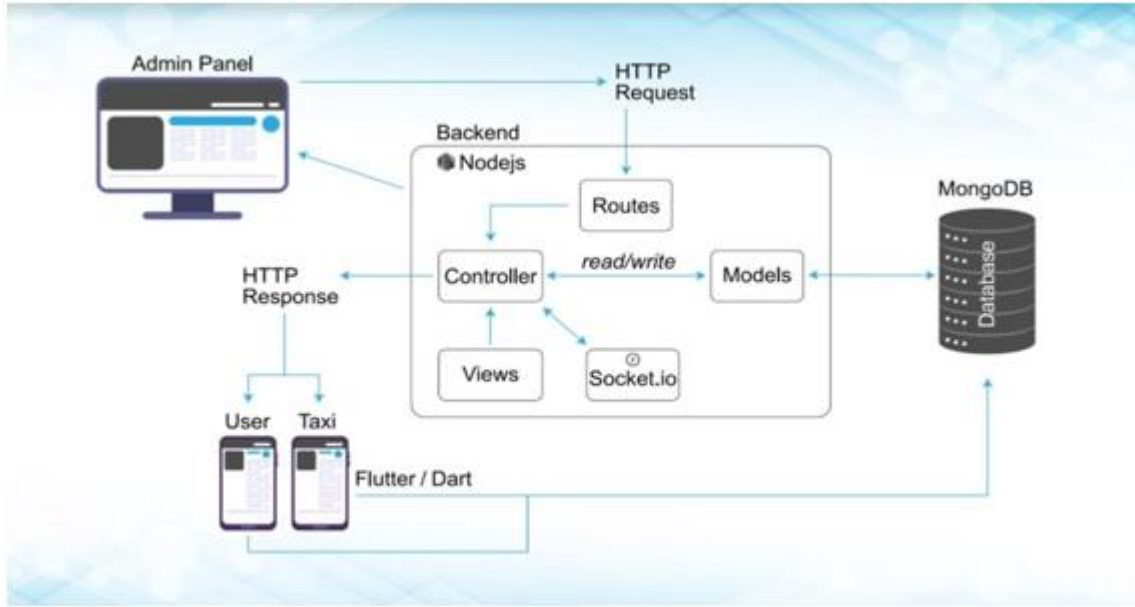 Admin Panel
HTTP
Request
Backend
Nodejs
Routes
MongoDB
Database
HTTP
Response
Controller
read/write
Models
Views
Socket.io
User
Taxi
Flutter / Dart